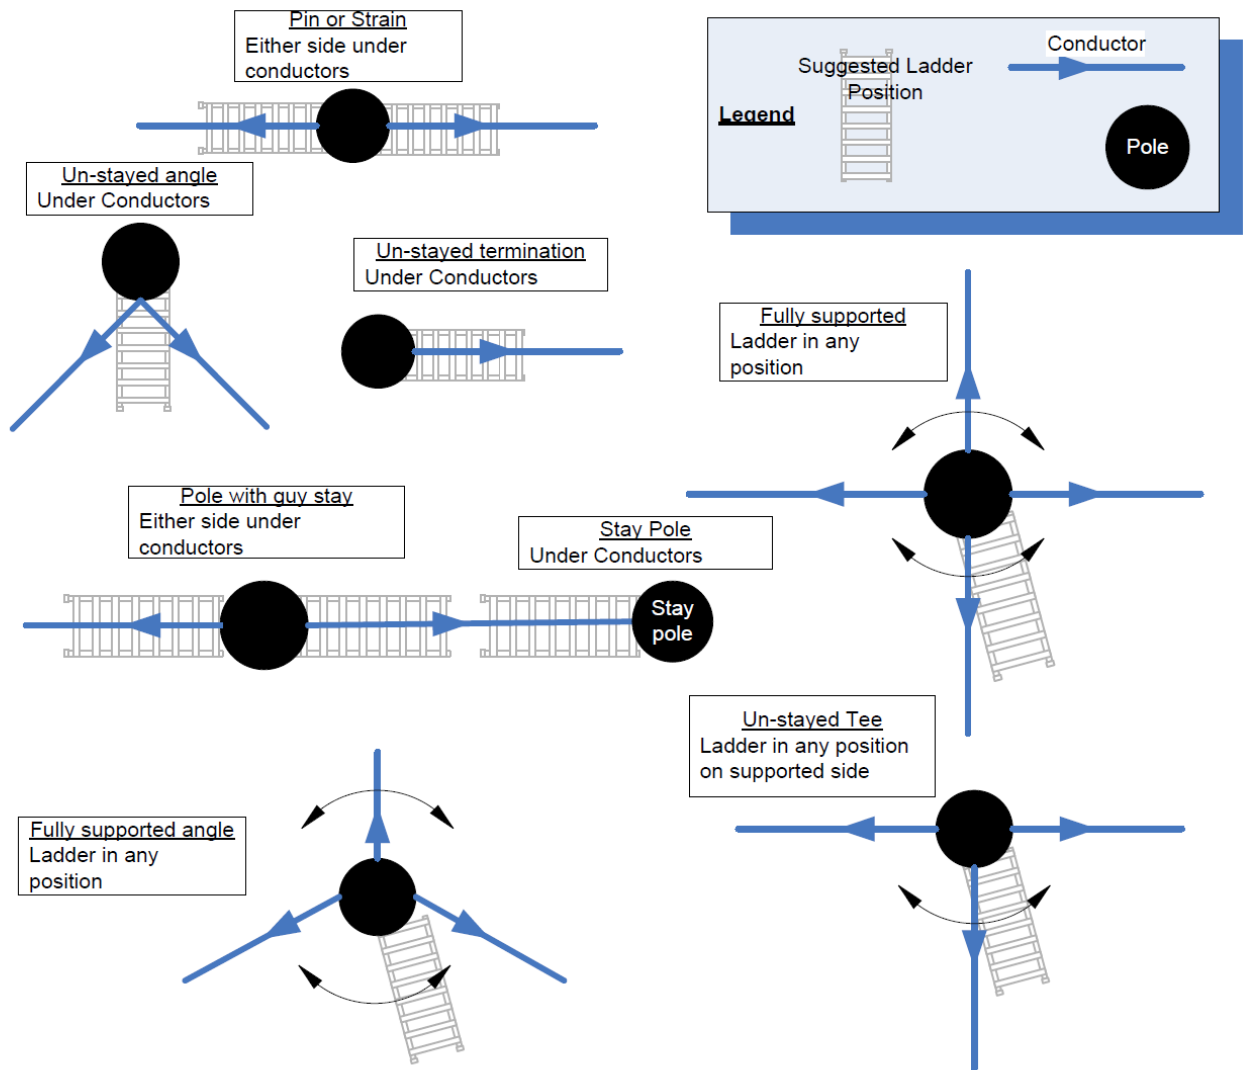 Pin or Strain
Either side under
conductors
Conductor
Suggested Ladder
Position
Legend
Pole
Un-stayed angle
Under Conductors
Un-stayed termination
Under Conductors
Fully supported
Ladder in any
position
Pole with guy stay
Either side under
conductors
Stay Pole
Under Conductors
Stay
pole
Un-stayed Tee
Ladder in any position
on supported side
Fully supported angle
Ladder in any
position